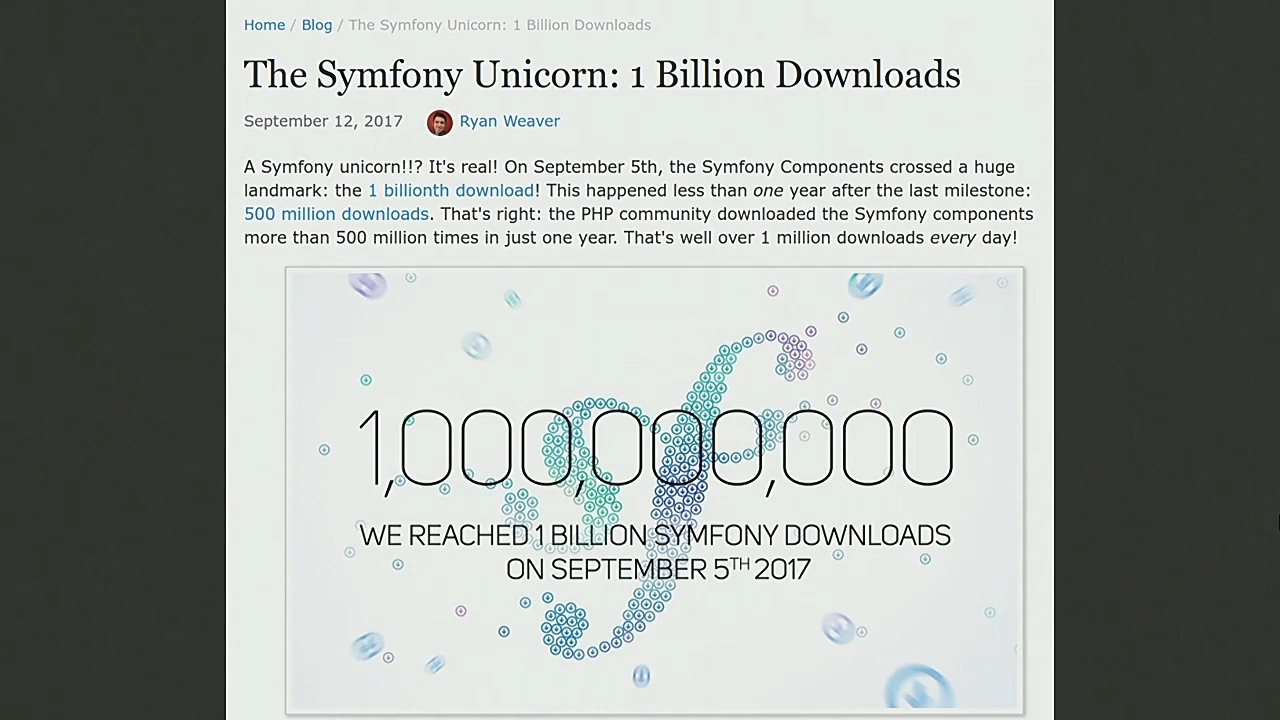 Home / Blog / The Symfony Unicorn: 1 Billion Downloads
The Symfony Unicorn: 1 Billion Downloads
September 12, 2017 Ryan Weaver
A Symfony unicorn!!? It's real! On September 5th, the Symfony Components crossed a huge
landmark: the 1 billionth download! This happened less than one year after the last milestone:
500 million downloads. That's right: the PHP community downloaded the Symfony components
more than 500 million times in just one year. That's well over 1 million downloads every day!
1,000,000,000
WE REACHED 1 BILLION SYMFONY DOWNLOADS
ON SEPTEMBER 5TH 2017